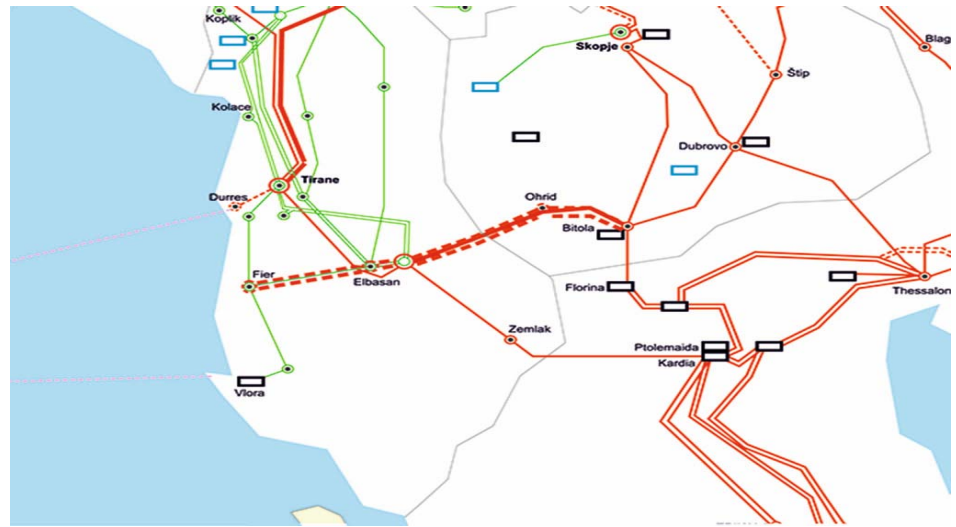 Koplik
Skopje
Blag
Štip
Kolace
Dubrovo
Tirane
Durres
Ohrid
Bitola
Fier
Elbasan
Florina
Thessalon
Zemlak
Ptolemaida
Kardia
Vlora